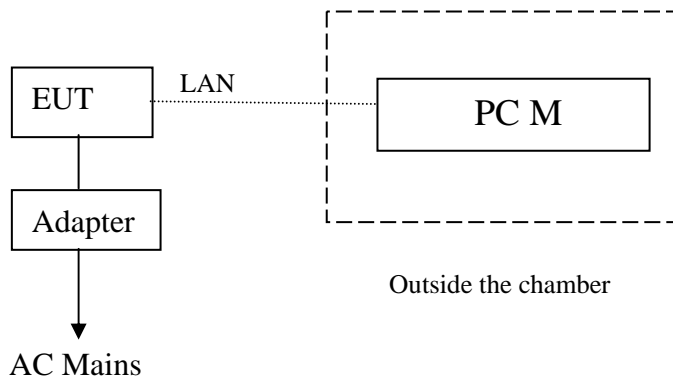 LAN
EUT
PC M
Adapter
Outside the chamber
AC Mains